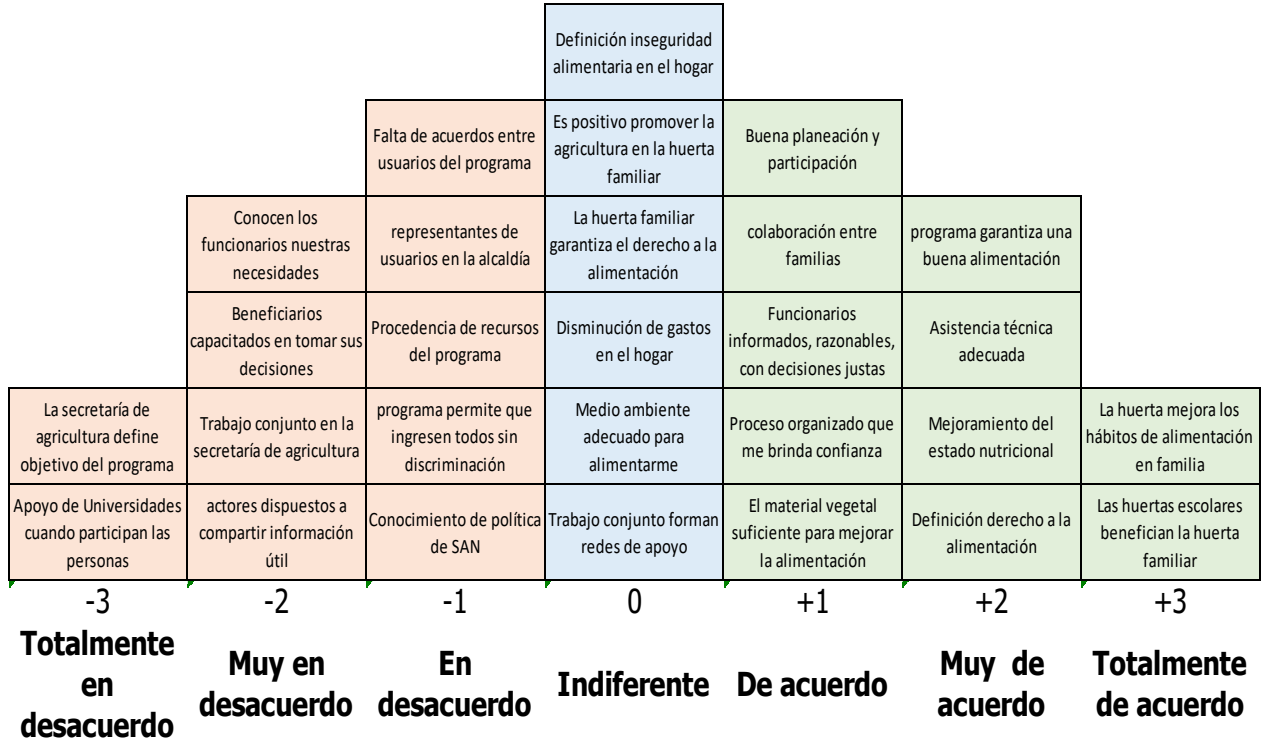 Definición inseguridad
alimentaria en el hogar
Falta de acuerdos entre
usuarios del programa
Es positivo promover la
agricultura en la huerta
familiar
Buena planeación y
participación
Conocen los
funcionarios nuestras
necesidades
representantes de
usuarios en la alcaldía
La huerta familiar
garantiza el derecho a la
alimentación
colaboración entre
familias
programa garantiza una
buena alimentación
Beneficiarios
capacitados en tomar sus
decisiones
Procedencia de recursos
del programa
Disminución de gastos
en el hogar
Funcionarios
informados, razonables,
con decisiones justas
Asistencia técnica
adecuada
La secretaría de
agricultura define
objetivo del programa
Trabajo conjunto en la
secretaría de agricultura
programa permite que
ingresen todos sin
discriminación
Medio ambiente
adecuado para
alimentarme
Proceso organizado que
me brinda confianza
Mejoramiento del
estado nutricional
La huerta mejora los
hábitos de alimentación
en familia
Apoyo de Universidades
cuando participan las
personas
actores dispuestos a
compartir información
útil
Conocimiento de política
de SAN
Trabajo conjunto forman
redes de apoyo
El material vegetal
suficiente para mejorar
la alimentación
Definición derecho a la
alimentación
Las huertas escolares
benefician la huerta
familiar
-3
-2
-1
0
+1
+2
+3
Totalmente
en
desacuerdo
Muy en
desacuerdo
En
desacuerdo
Indiferente
De acuerdo
Muy de
acuerdo
Totalmente
de acuerdo